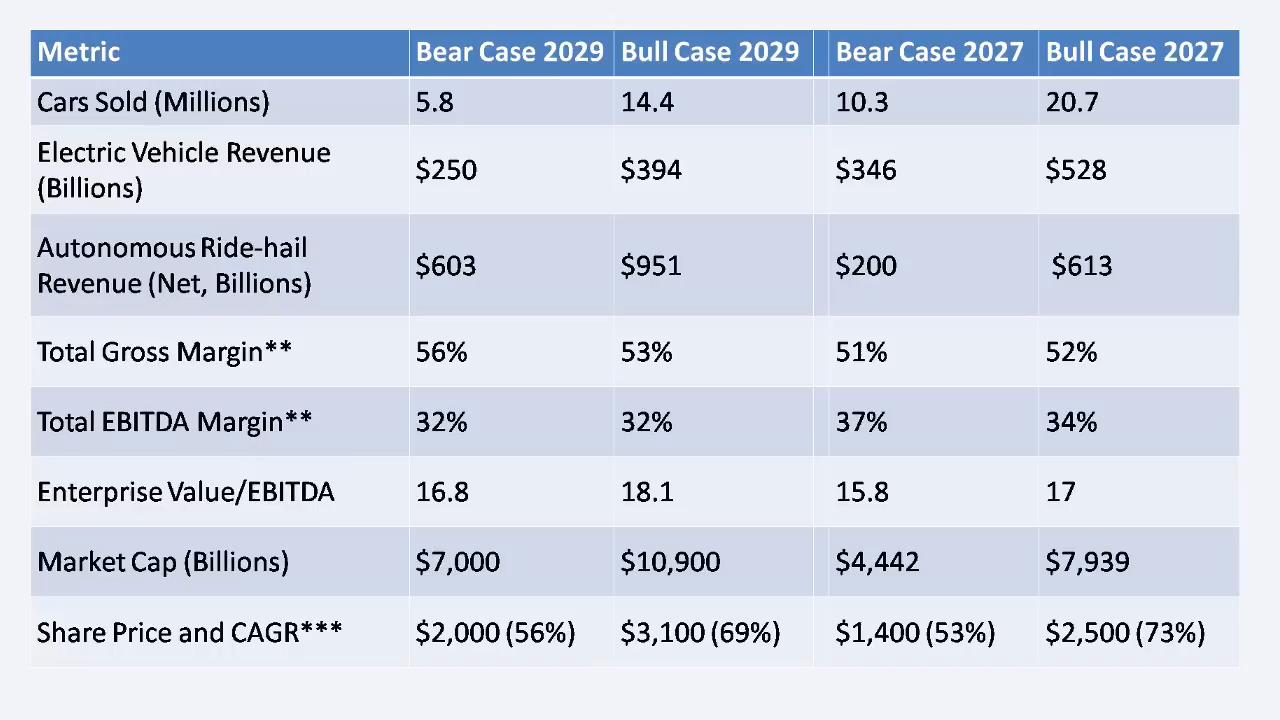 Metric Bear Case 2029 Bull Case 2029 Bear Case 2027 Bull Case 2027
Cars Sold (Millions) 5.8 14.4 10.3 20.7
Electric Vehicle Revenue
(Billions) $250 $394 $346 $528
Autonomous Ride-hail
Revenue (Net, Billions) $603 $951 $200 $613
Total Gross Margin** 56% 53% 51% 52%
Total EBITDA Margin** 32% 32% 37% 34%
Enterprise Value/EBITDA 16.8 18.1 15.8 17
Market Cap (Billions) $7,000 $10,900 $4,442 $7,939
Share Price and CAGR*** $2,000 (56%) $3,100 (69%) $1,400 (53%) $2,500 (73%)